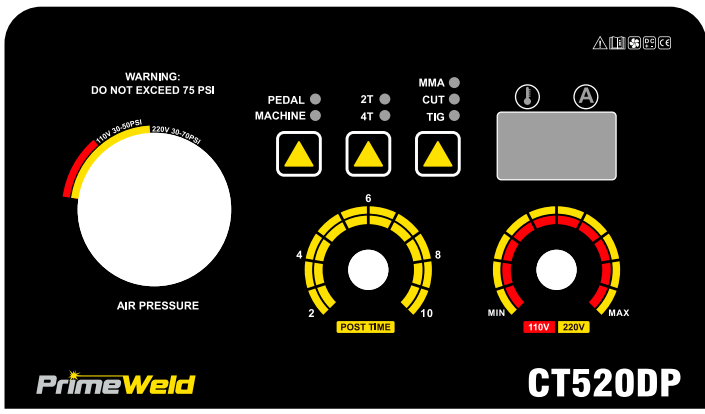 WARNING:
DO NOT EXCEED 75 PSI
110V 30-50PSI
220V 30-70PSI
AIR PRESSURE
PEDAL
MACHINE
2T
4T
MMA
CUT
TIG
A
2
4
6
8
10
POST TIME
MIN
MAX
110V
220V
PrimeWeld
CT520DP